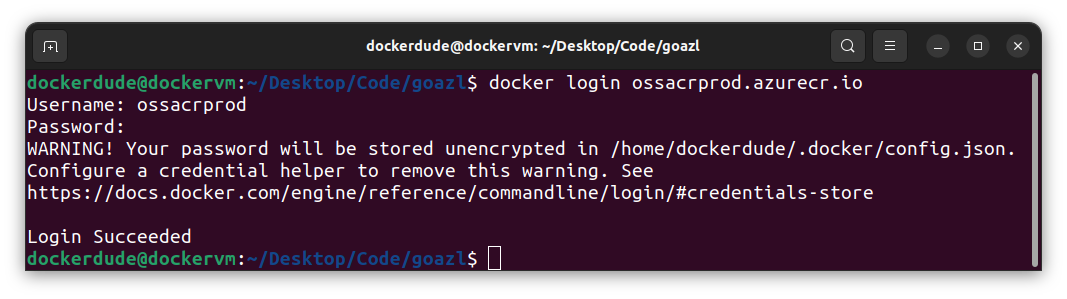 dockerdude@dockervm: ~/Desktop/Code/goazl
dockerdude@dockervm:~/Desktop/Code/goazl$ docker login ossacrprod.azurecr.io
Username: ossacrprod
Password:
WARNING! Your password will be stored unencrypted in /home/dockerdude/.docker/config.json.
Configure a credential helper to remove this warning. See
https://docs.docker.com/engine/reference/commandline/login/#credentials-store
Login Succeeded
dockerdude@dockervm:~/Desktop/Code/goazl$